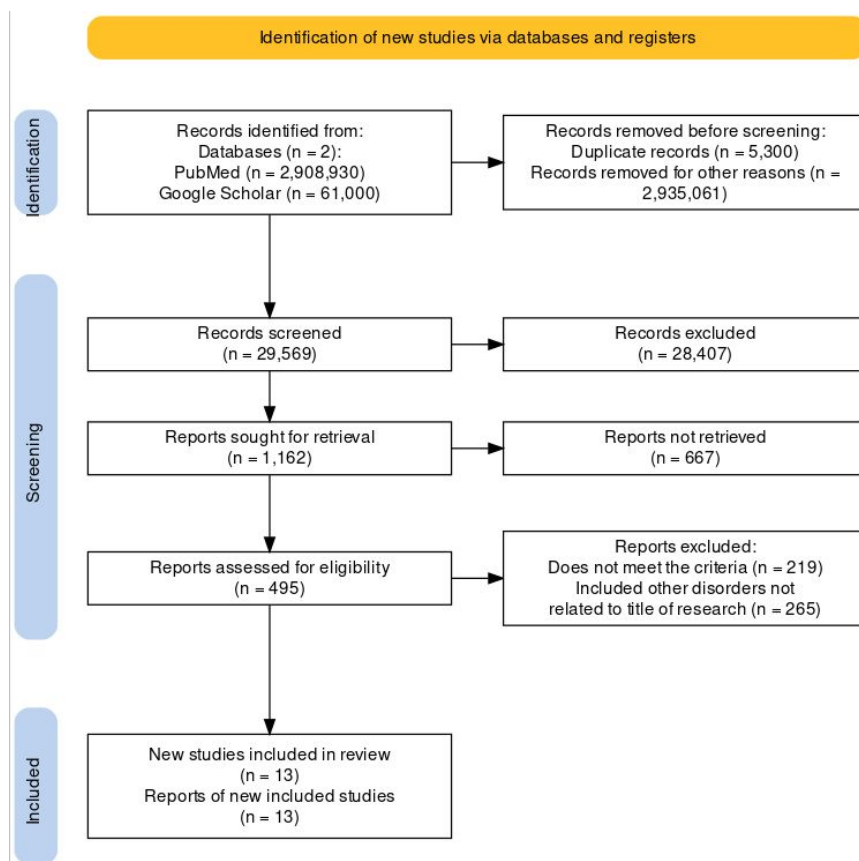 Identification of new studies via databases and registers
Identification
Records identified from:
Databases (n = 2):
PubMed (n = 2,908,930)
Google Scholar (n = 61,000)
Records removed before screening:
Duplicate records (n = 5,300)
Records removed for other reasons (n =
2,935,061)
Screening
Records screened
(n = 29,569)
Records excluded
(n = 28,407)
Reports sought for retrieval
(n = 1,162)
Reports not retrieved
(n = 667)
Reports assessed for eligibility
(n = 495)
Reports excluded:
Does not meet the criteria (n = 219)
Included other disorders not
related to title of research (n = 265)
Included
New studies included in review
(n = 13)
Reports of new included studies
(n = 13)